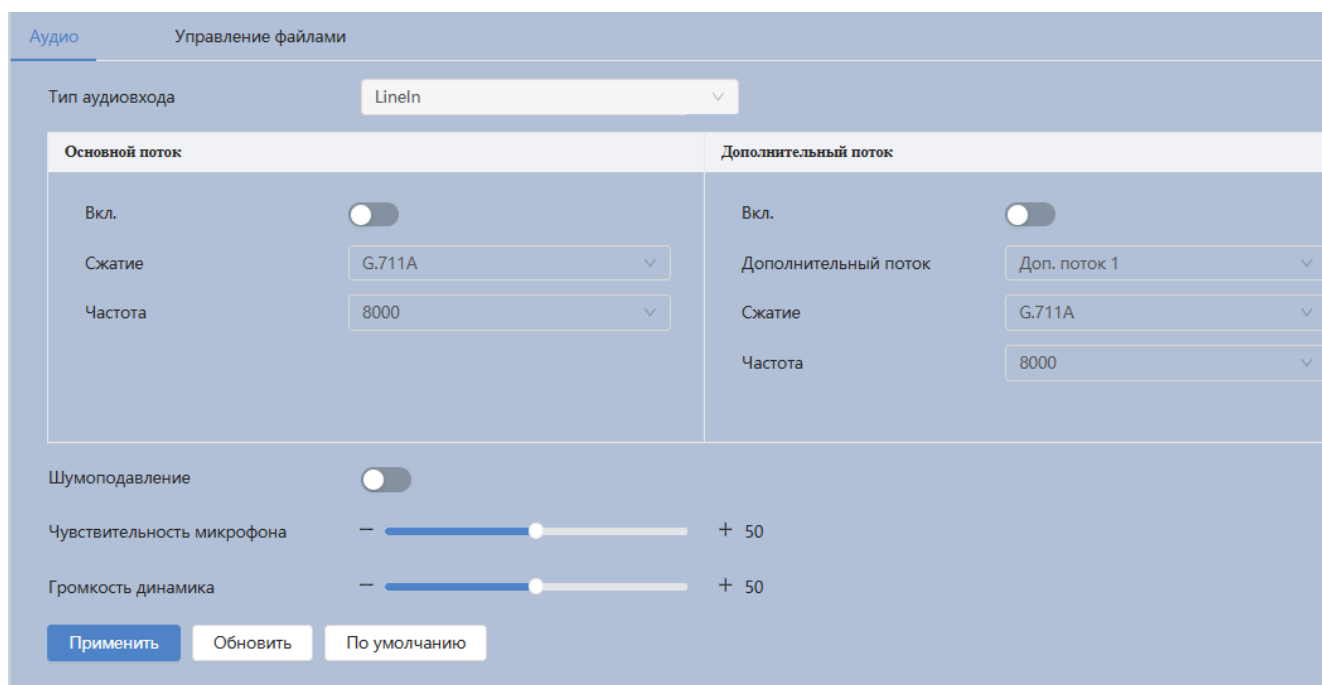 Аудио Управление файлами
Тип аудиовхода LineIn
Основной поток Дополнительный поток
Вкл. Вкл.
Сжатие G.711A Дополнительный поток Доп. поток 1
Частота 8000 Сжатие G.711A
Частота 8000
Шумоподавление
Чувствительность микрофона − + 50
Громкость динамика − + 50
Применить Обновить По умолчанию